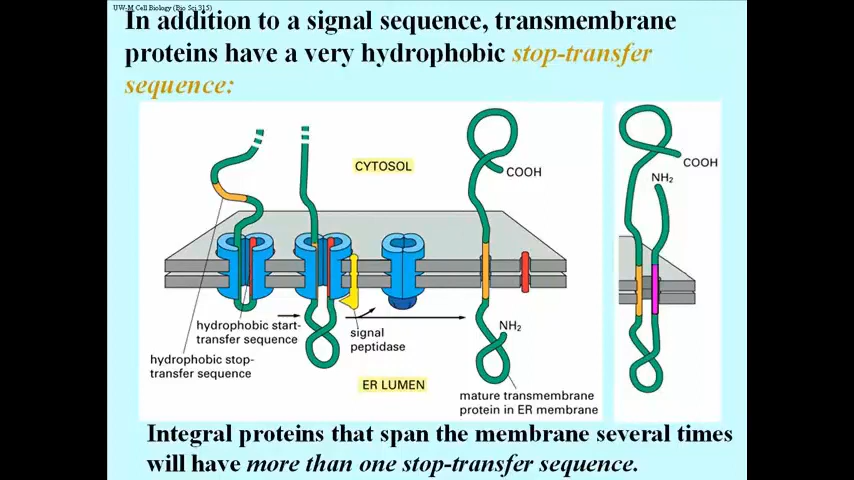 UW-M Cell Biology (Bio Sci 315)
In addition to a signal sequence, transmembrane
proteins have a very hydrophobic stop-transfer
sequence:
CYTOSOL
COOH
COOH
NH₂
hydrophobic start-
transfer sequence
signal
peptidase
NH₂
hydrophobic stop-
transfer sequence
ER LUMEN
mature transmembrane
protein in ER membrane
Integral proteins that span the membrane several times
will have more than one stop-transfer sequence.